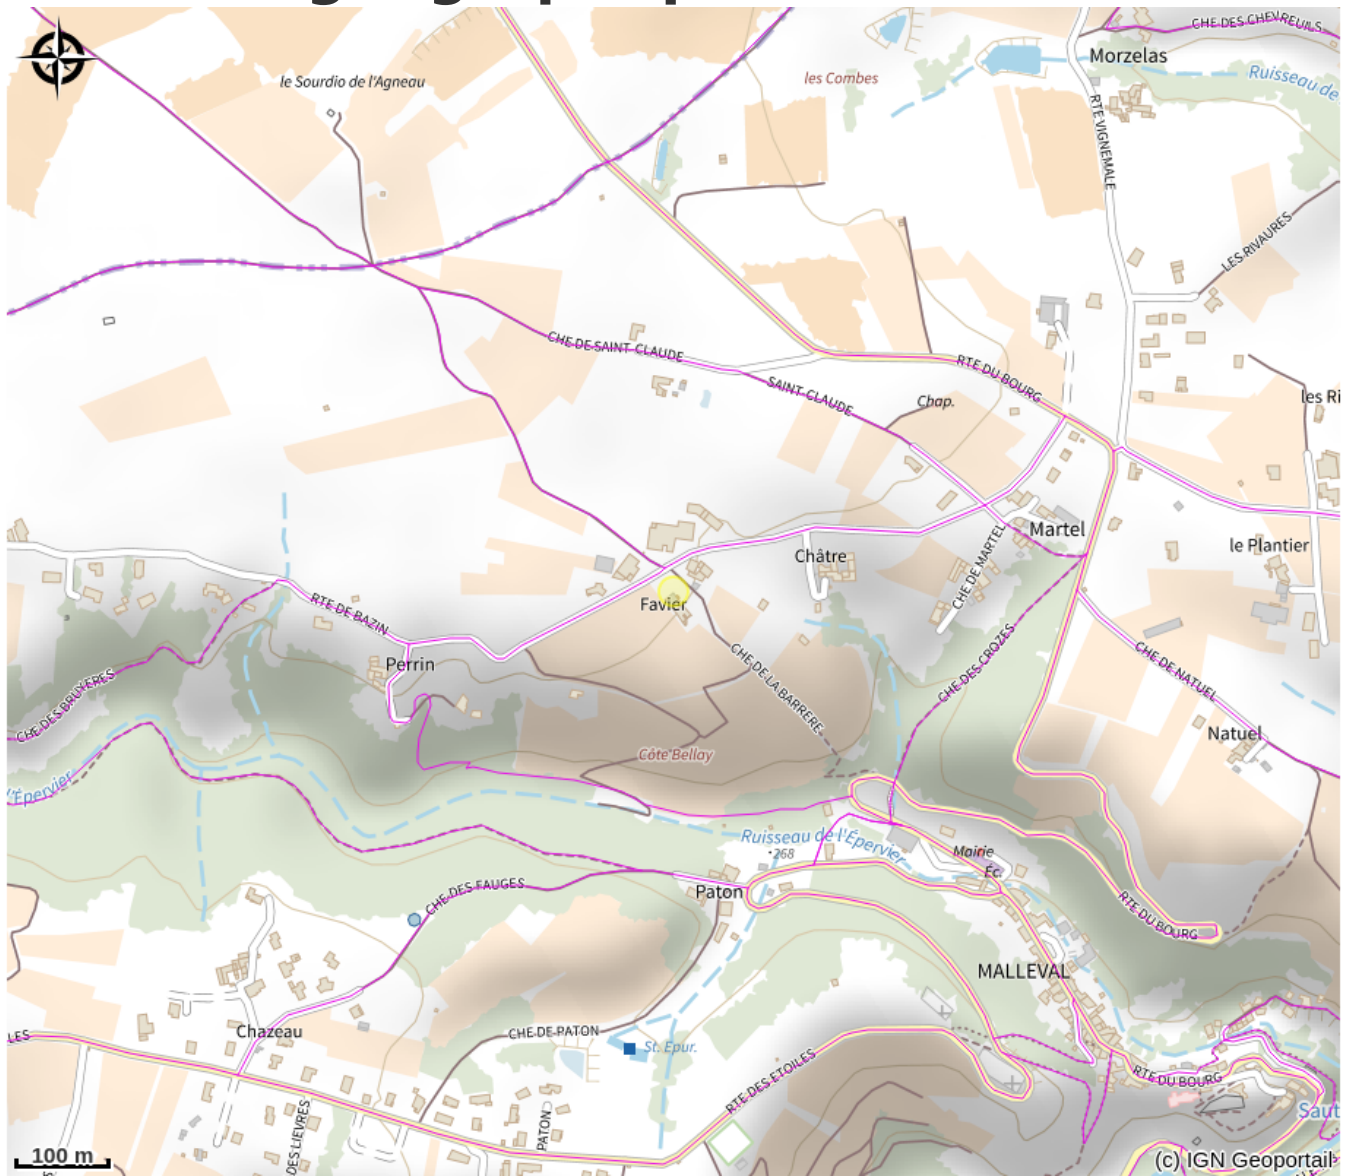 CHE DES CHEVREUILS
Morzelas
le Sourdio de l'Agneau
les Combes
Ruisseau de
RTE VIGNEMALE
LES RIVAURES
CHE DE SAINT-CLAUDE
SAINT-CLAUDE
RTE DU BOURG
Chap.
les Ri
Martel
Châtre
le Plantier
CHE DE MARTEL
Favier
RTE DE BAZIN
Perrin
CHE DE LA BARRERE
CHE DES CROZES
CHE DE NATUEL
CHE DES BRUYERES
Natuel
Côte Bellay
l'Épervier
Ruisseau de l'Épervier
268
Mairie
Éc.
Paton
CHE DES FAUGES
RTE DU BOURG
MALLEVAL
Chazeau
LES
CHE DE PATON
St. Epur.
RTE DES ETOILES
RTE DU BOURG
Saut
PATON
DES LIEVRES
100 m
(c) IGN Geoportail